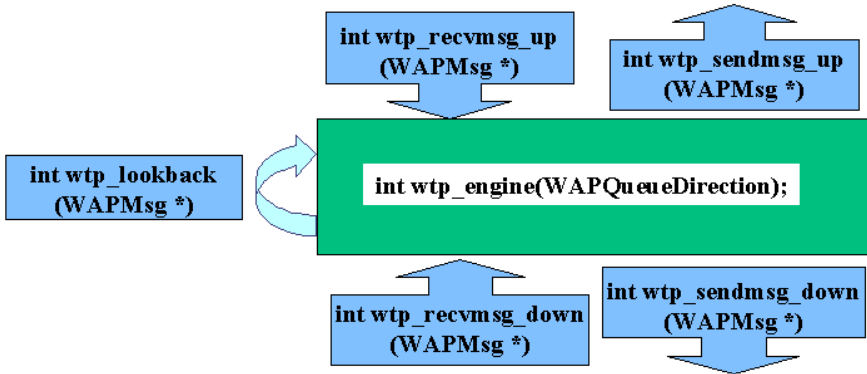 int wtp_recvmsg_up
(WAPMsg *)
int wtp_sendmsg_up
(WAPMsg *)
int wtp_lookback
(WAPMsg *)
int wtp_engine(WAPQueueDirection);
int wtp_recvmsg_down
(WAPMsg *)
int wtp_sendmsg_down
(WAPMsg *)